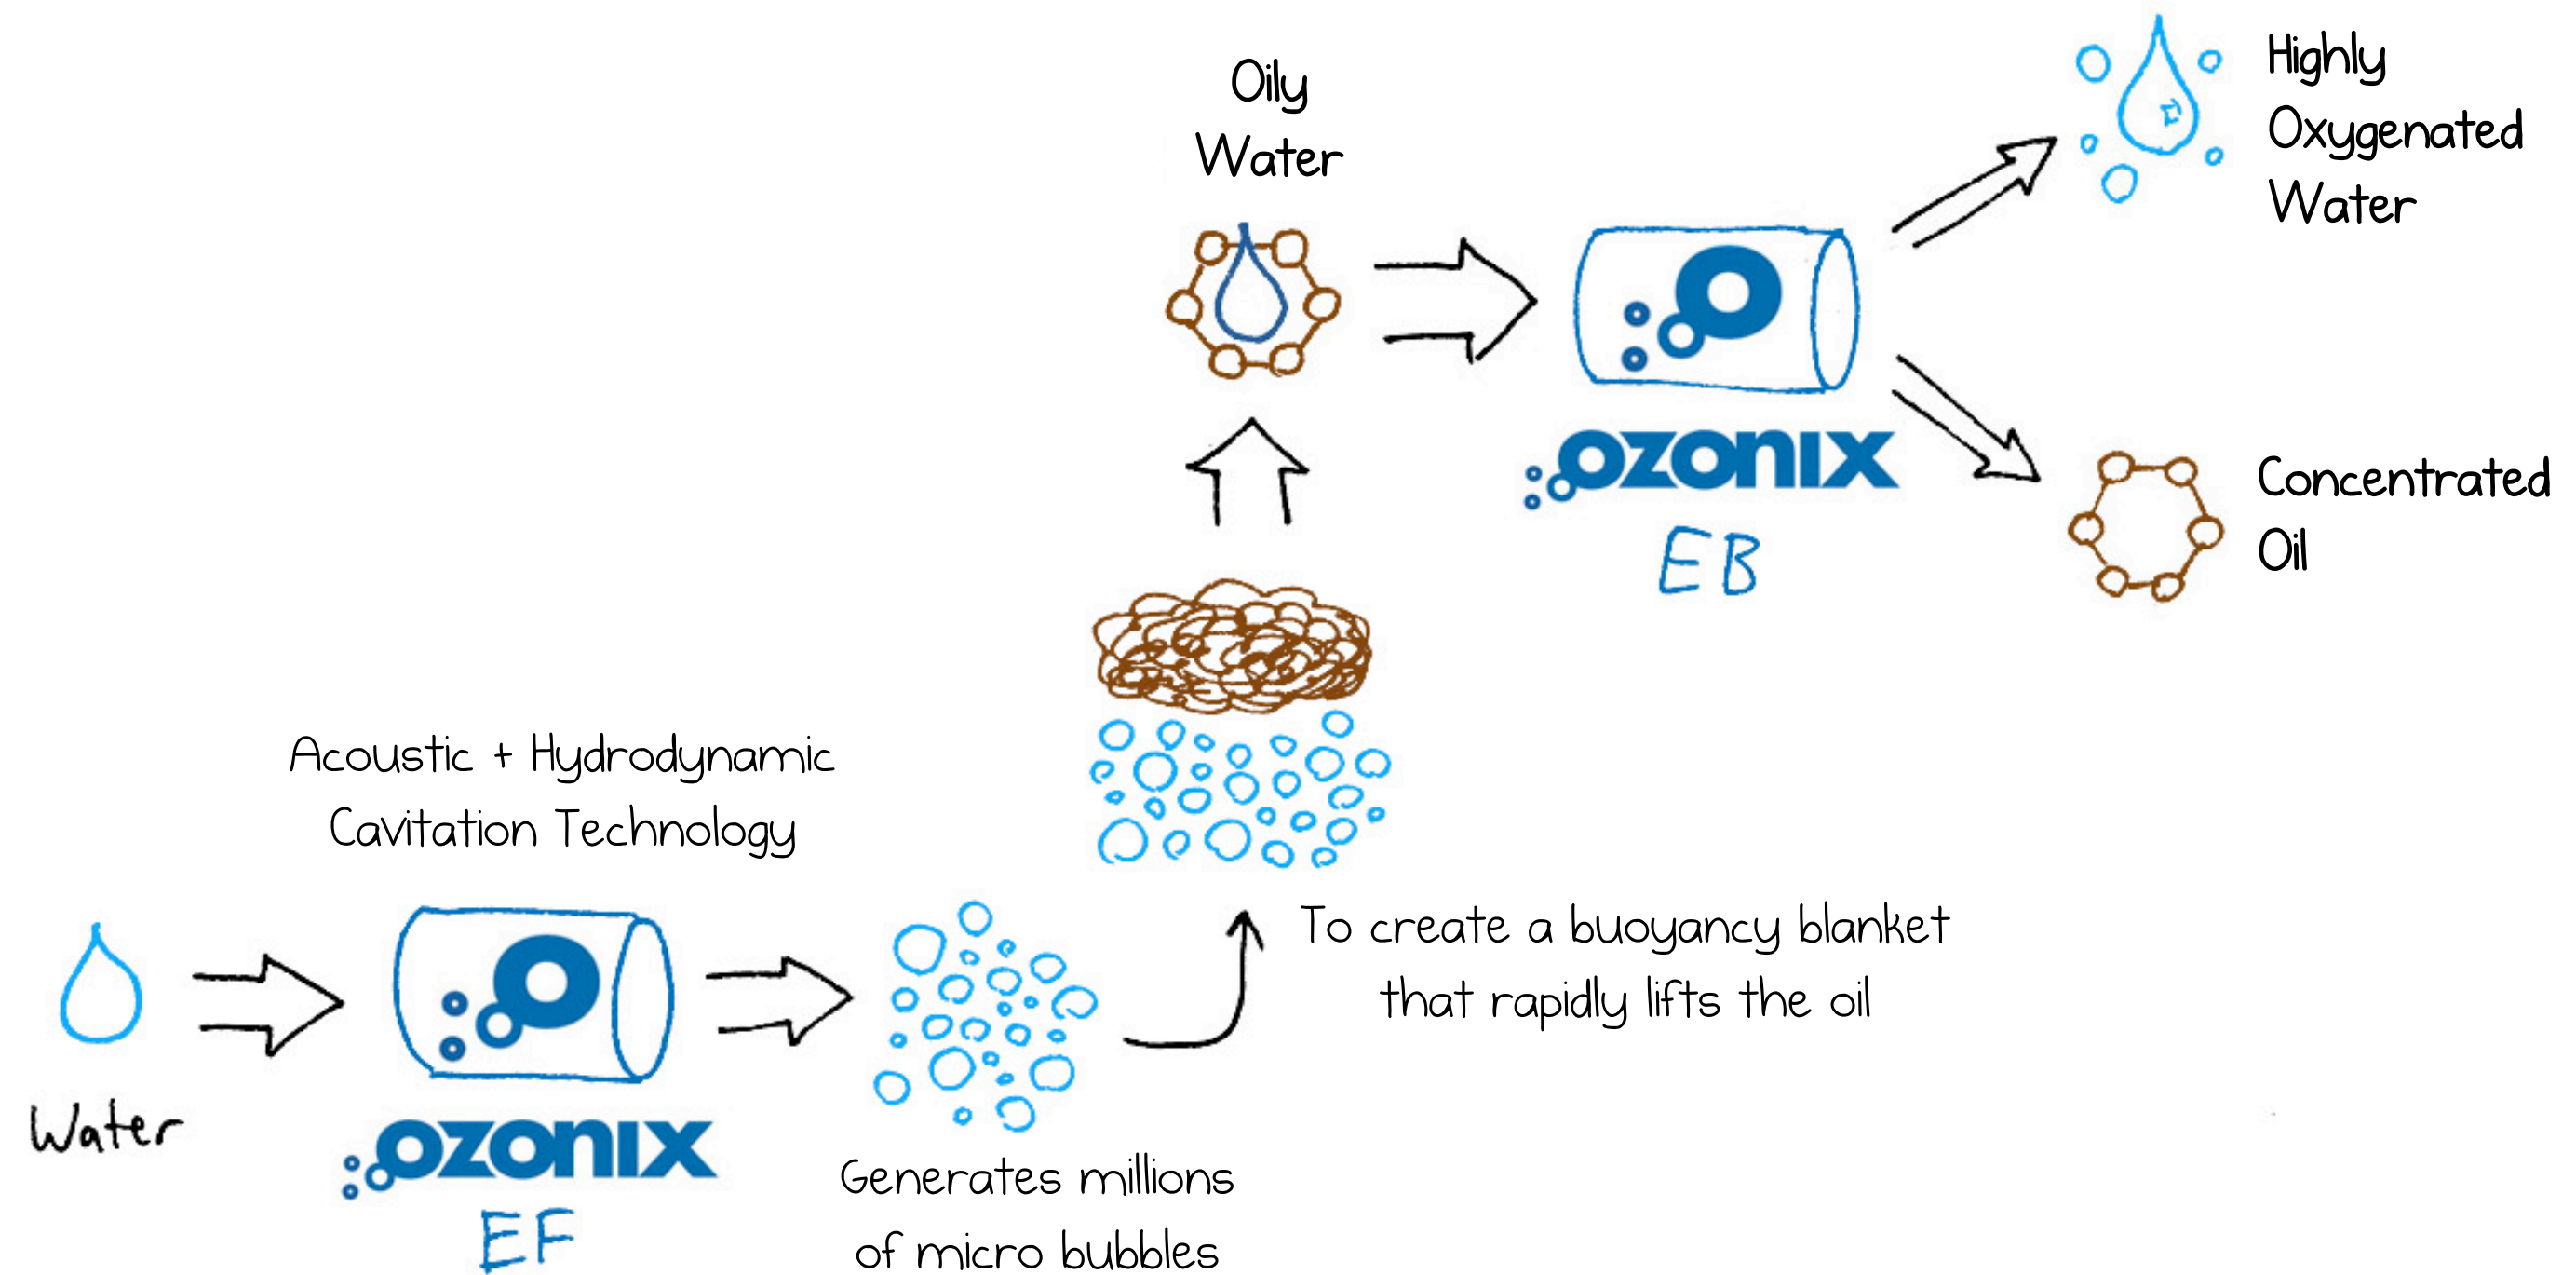 Oily
Water
Highly
Oxygenated
Water
OZONIX
EB
Concentrated
Oil
Acoustic + Hydrodynamic
Cavitation Technology
To create a buoyancy blanket
that rapidly lifts the oil
Water
OZONIX
EF
Generates millions
of micro bubbles